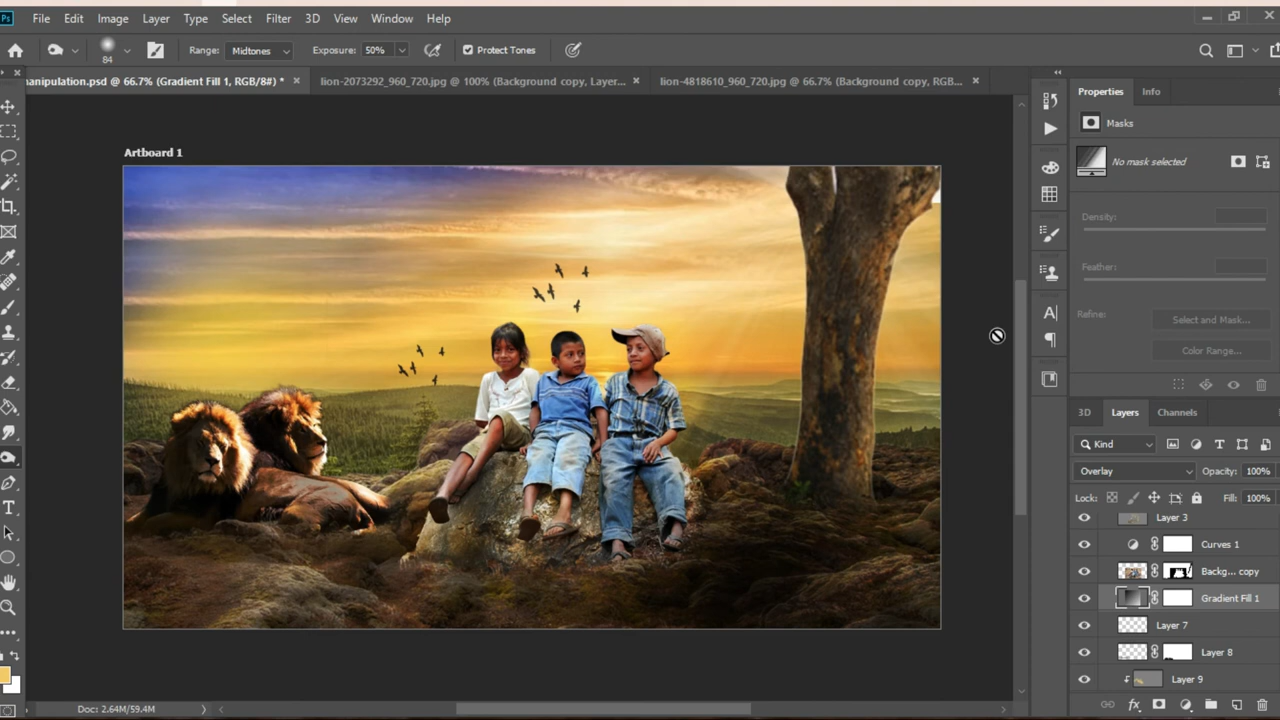 Ps File Edit Image Layer Type Select Filter 3D View Window Help
84 Range: Midtones Exposure: 50% Protect Tones
anipulation.psd @ 66.7% (Gradient Fill 1, RGB/8#) * × lion-2073292_960_720.jpg @ 100% (Background copy, Layer... × lion-4818610_960_720.jpg @ 66.7% (Background copy, RGB... ×
Artboard 1
Properties Info
Masks
No mask selected
Density:
Feather:
Refine: Select and Mask...
Color Range...
3D Layers Channels
Kind
Overlay Opacity: 100%
Lock: Fill: 100%
Layer 3
Curves 1
Backg... copy
Gradient Fill 1
Layer 7
Layer 8
Layer 9
Doc: 2.64M/59.4M